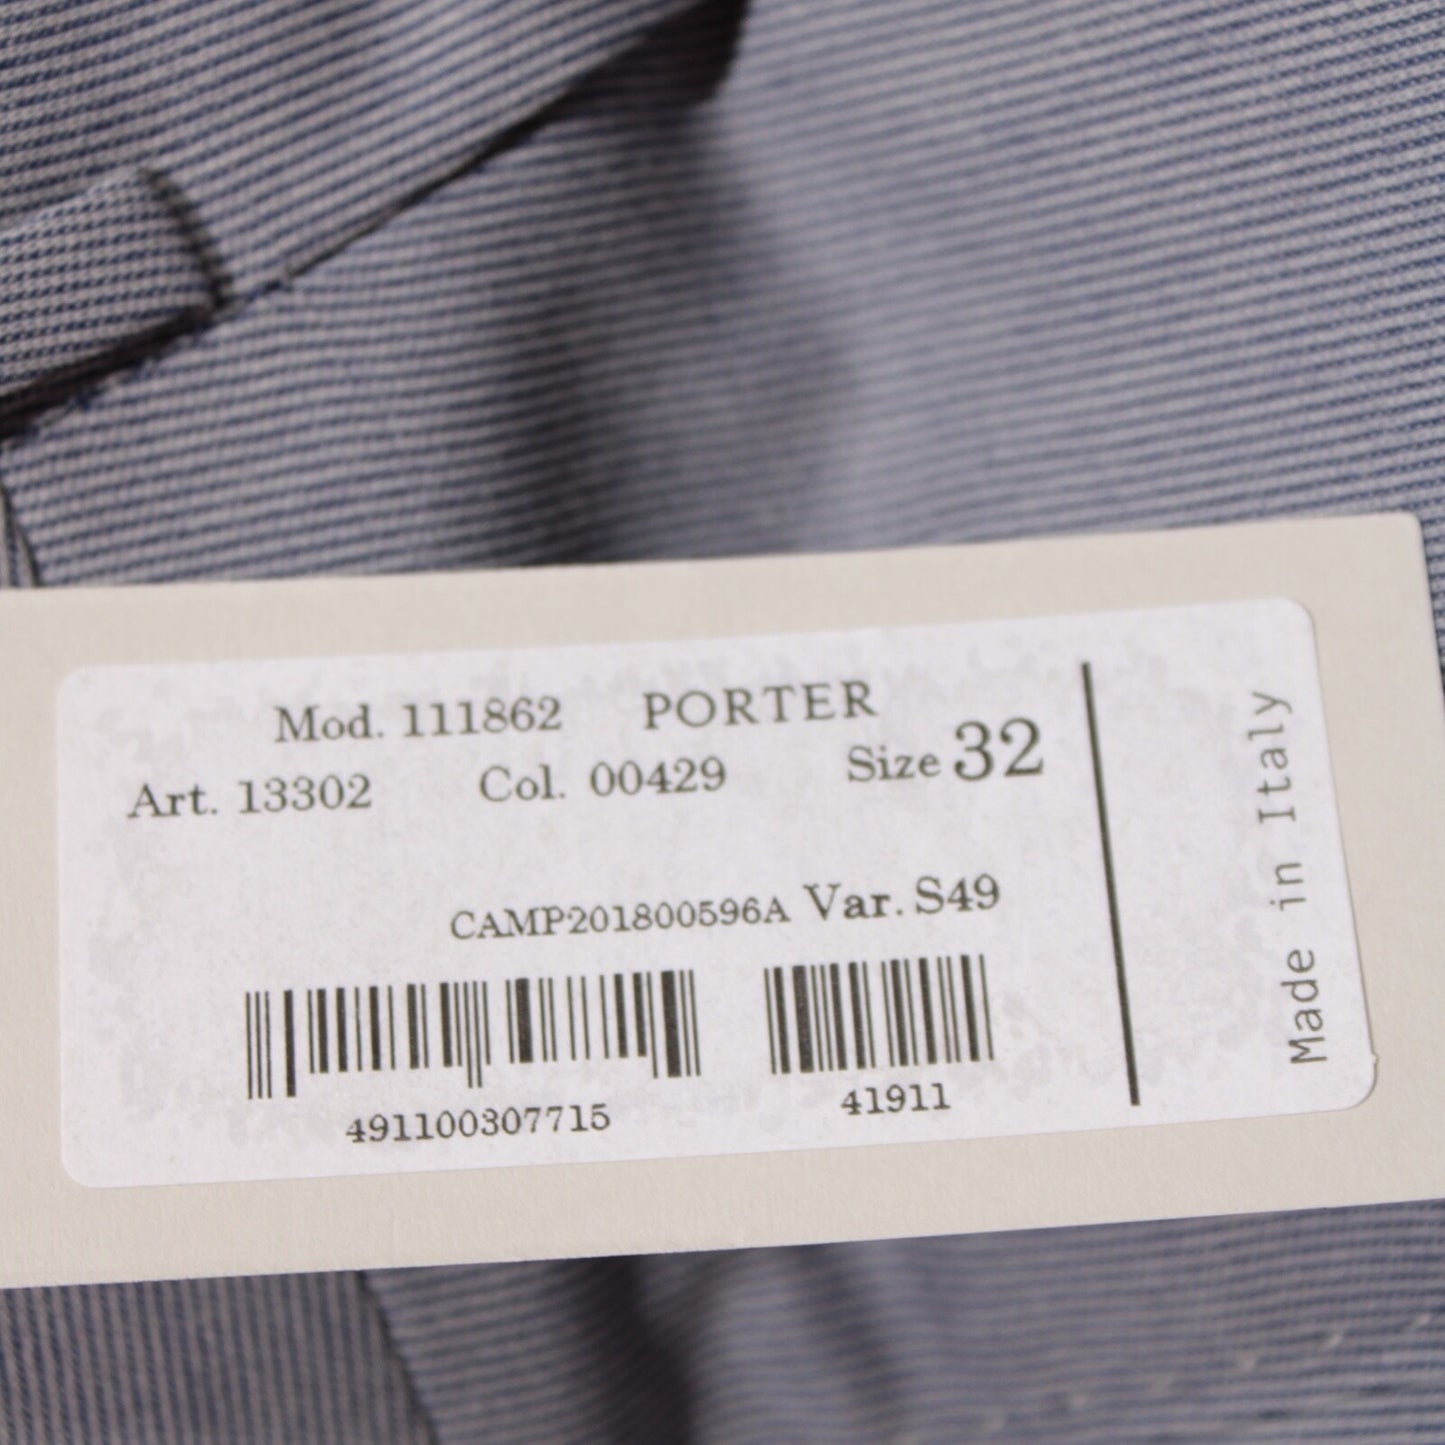 Mod. 111862 PORTER
Art. 13302 Col. 00429 Size 32
CAMP201800596A Var. S49
491100307715 41911
Made in Italy